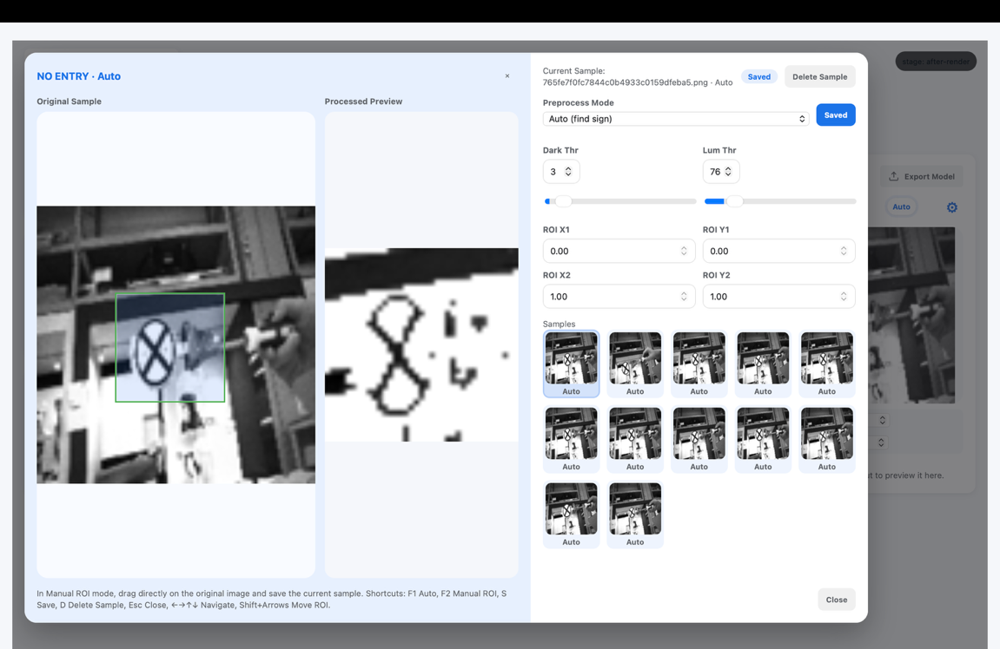 stage: after-render
NO ENTRY · Auto
×
Original Sample
Processed Preview
In Manual ROI mode, drag directly on the original image and save the current sample. Shortcuts: F1 Auto, F2 Manual ROI, S
Save, D Delete Sample, Esc Close, ←→↑↓ Navigate, Shift+Arrows Move ROI.
Current Sample:
765fe7f0fc7844c0b4933c0159dfeba5.png · Auto
Saved
Delete Sample
Preprocess Mode
Auto (find sign)
Saved
Dark Thr
Lum Thr
3
76
ROI X1
ROI Y1
0.00
0.00
ROI X2
ROI Y2
1.00
1.00
Samples
Auto
Auto
Auto
Auto
Auto
Auto
Auto
Auto
Auto
Auto
Auto
Auto
Close
Export Model
Auto
to preview it here.